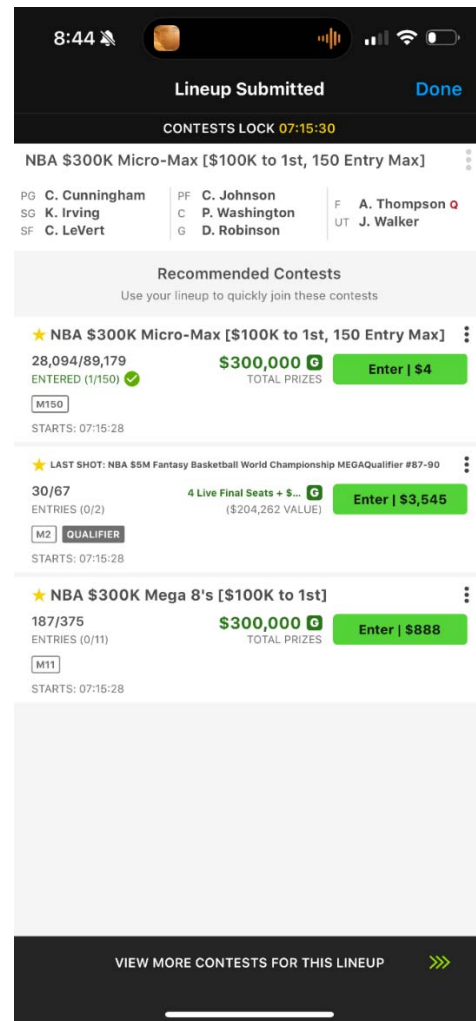 8:44
Lineup Submitted
Done
CONTESTS LOCK 07:15:30
NBA $300K Micro-Max [$100K to 1st, 150 Entry Max]
PG C. Cunningham
SG K. Irving
SF C. LeVert
PF C. Johnson
C P. Washington
G D. Robinson
F A. Thompson Q
UT J. Walker
Recommended Contests
Use your lineup to quickly join these contests
NBA $300K Micro-Max [$100K to 1st, 150 Entry Max]
28,094/89,179
ENTERED (1/150)
$300,000 G
TOTAL PRIZES
Enter | $4
M150
STARTS: 07:15:28
LAST SHOT: NBA $5M Fantasy Basketball World Championship MEGAQualifier #87-90
30/67
ENTRIES (0/2)
4 Live Final Seats + $... G
($204,262 VALUE)
Enter | $3,545
M2 QUALIFIER
STARTS: 07:15:28
NBA $300K Mega 8's [$100K to 1st]
187/375
ENTRIES (0/11)
$300,000 G
TOTAL PRIZES
Enter | $888
M11
STARTS: 07:15:28
VIEW MORE CONTESTS FOR THIS LINEUP